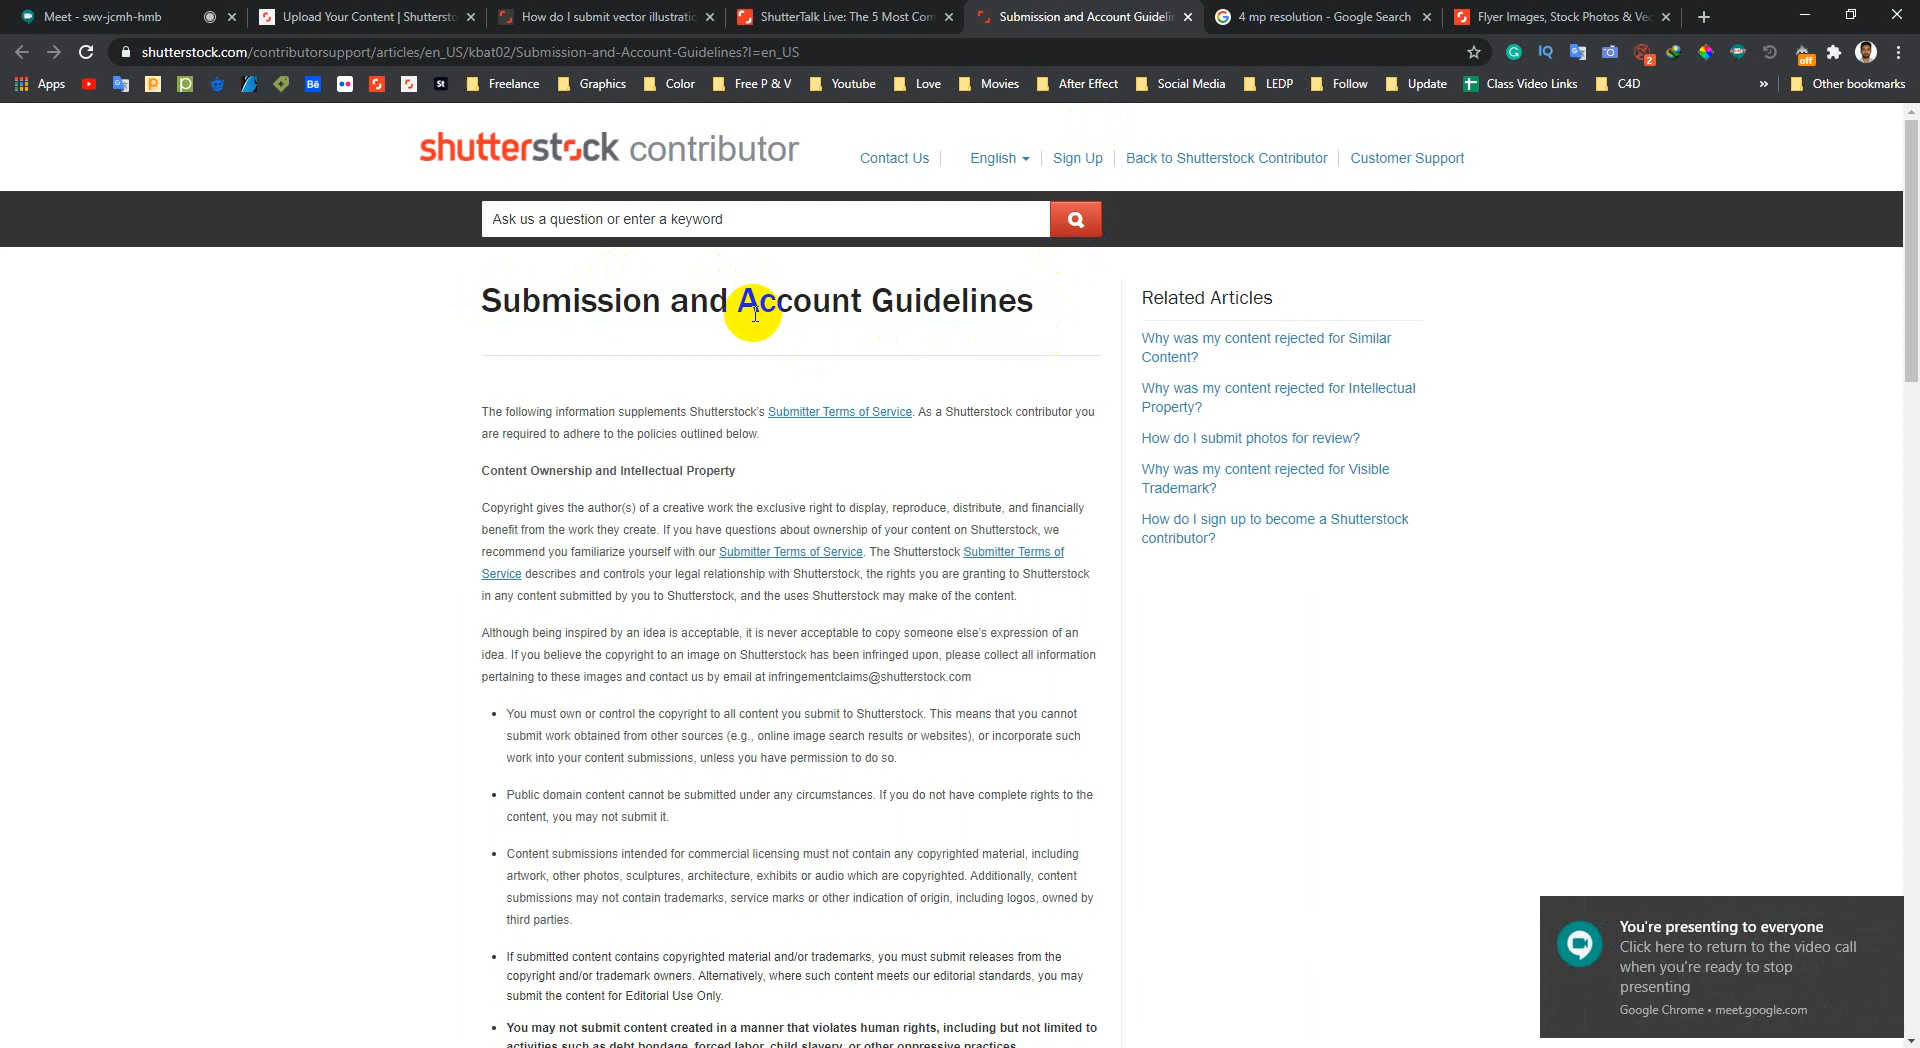 Meet - swv-jcmh-hmb
Upload Your Content | Shuttersto
How do I submit vector illustratio
ShutterTalk Live: The 5 Most Com
Submission and Account Guidelin
4 mp resolution - Google Search
Flyer Images, Stock Photos & Vec
shutterstock.com/contributorsupport/articles/en_US/kbat02/Submission-and-Account-Guidelines?l=en_US
IQ
2
off
Apps
Bē
St
Freelance
Graphics
Color
Free P & V
Youtube
Love
Movies
After Effect
Social Media
LEDP
Follow
Update
Class Video Links
C4D
»
Other bookmarks
shutterstock contributor
Contact Us
English
Sign Up
Back to Shutterstock Contributor
Customer Support
Ask us a question or enter a keyword
Submission and Account Guidelines
The following information supplements Shutterstock's Submitter Terms of Service. As a Shutterstock contributor you
are required to adhere to the policies outlined below.
Content Ownership and Intellectual Property
Copyright gives the author(s) of a creative work the exclusive right to display, reproduce, distribute, and financially
benefit from the work they create. If you have questions about ownership of your content on Shutterstock, we
recommend you familiarize yourself with our Submitter Terms of Service. The Shutterstock Submitter Terms of
Service describes and controls your legal relationship with Shutterstock, the rights you are granting to Shutterstock
in any content submitted by you to Shutterstock, and the uses Shutterstock may make of the content.
Although being inspired by an idea is acceptable, it is never acceptable to copy someone else's expression of an
idea. If you believe the copyright to an image on Shutterstock has been infringed upon, please collect all information
pertaining to these images and contact us by email at infringementclaims@shutterstock.com
• You must own or control the copyright to all content you submit to Shutterstock. This means that you cannot
submit work obtained from other sources (e.g., online image search results or websites), or incorporate such
work into your content submissions, unless you have permission to do so.
• Public domain content cannot be submitted under any circumstances. If you do not have complete rights to the
content, you may not submit it.
• Content submissions intended for commercial licensing must not contain any copyrighted material, including
artwork, other photos, sculptures, architecture, exhibits or audio which are copyrighted. Additionally, content
submissions may not contain trademarks, service marks or other indication of origin, including logos, owned by
third parties.
• If submitted content contains copyrighted material and/or trademarks, you must submit releases from the
copyright and/or trademark owners. Alternatively, where such content meets our editorial standards, you may
submit the content for Editorial Use Only.
• You may not submit content created in a manner that violates human rights, including but not limited to
activities such as debt bondage, forced labor, child slavery, or other oppressive practices.
Related Articles
Why was my content rejected for Similar
Content?
Why was my content rejected for Intellectual
Property?
How do I submit photos for review?
Why was my content rejected for Visible
Trademark?
How do I sign up to become a Shutterstock
contributor?
You're presenting to everyone
Click here to return to the video call
when you're ready to stop
presenting
Google Chrome • meet.google.com